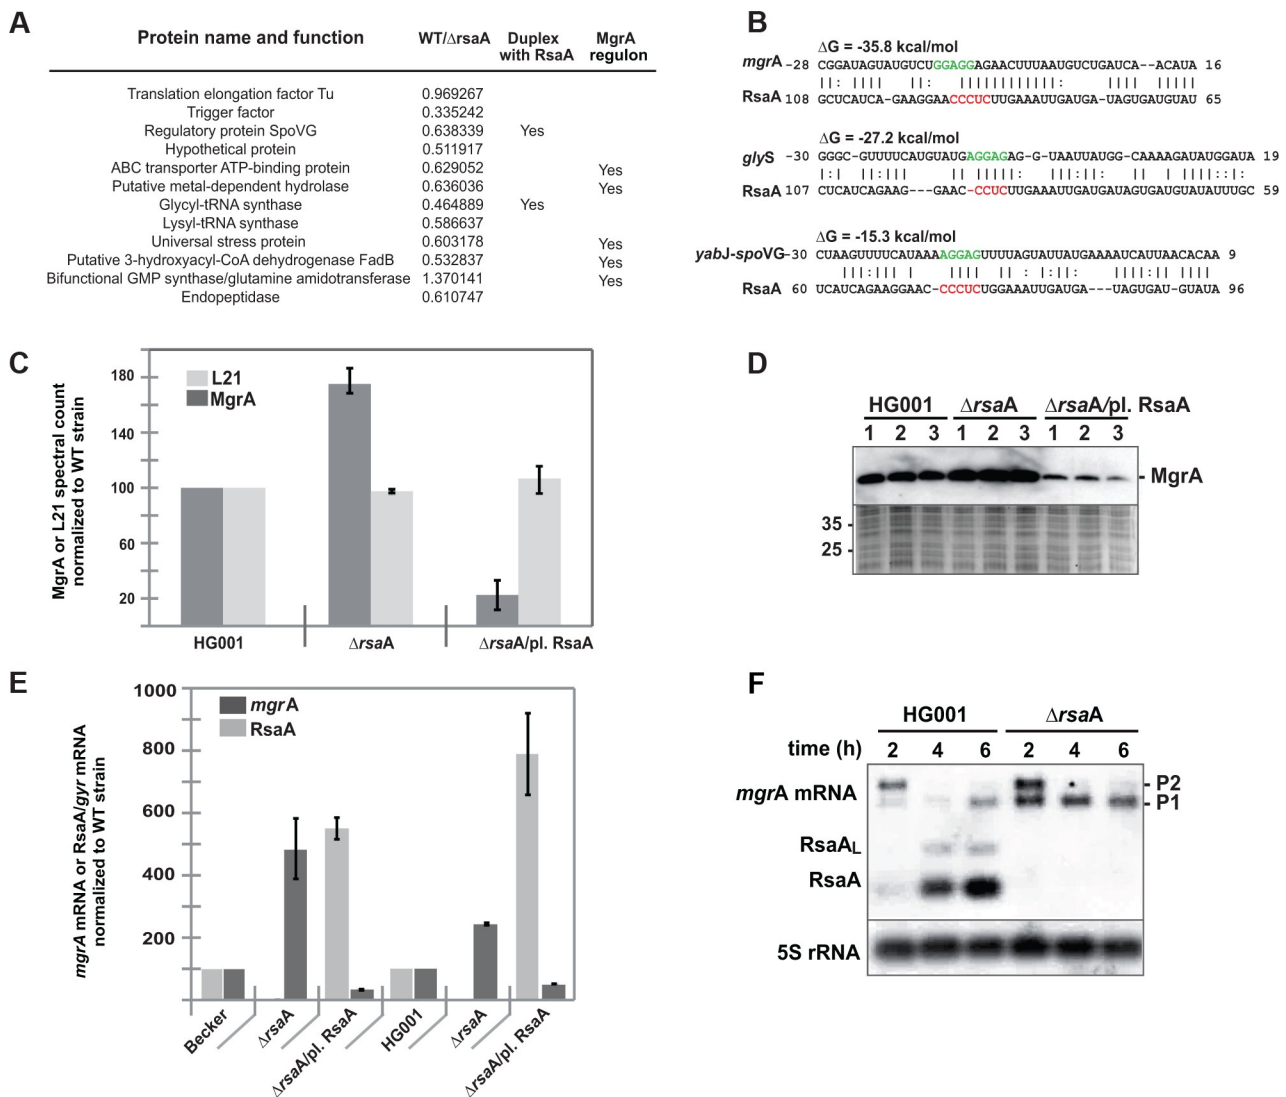 A
Protein name and function WT/ΔrsaA Duplex with RsaA MgrA regulon
Translation elongation factor Tu 0.969267
Trigger factor 0.335242
Regulatory protein SpoVG 0.638339 Yes
Hypothetical protein 0.511917
ABC transporter ATP-binding protein 0.629052 Yes
Putative metal-dependent hydrolase 0.636036 Yes
Glycyl-tRNA synthase 0.464889 Yes
Lysyl-tRNA synthase 0.586637
Universal stress protein 0.603178 Yes
Putative 3-hydroxyacyl-CoA dehydrogenase FadB 0.532837 Yes
Bifunctional GMP synthase/glutamine amidotransferase 1.370141 Yes
Endopeptidase 0.610747
B
ΔG = -35.8 kcal/mol
mgrA -28 CGGAUAGUAUGUCUGGAGGAGAACUUUAAUGUCUGAUCA--ACAUA 16
RsaA 108 GCUCAUCA-GAAGGAACCCUCUUGAAAUUGAUGA-UAGUGAUGUAU 65
ΔG = -27.2 kcal/mol
glyS -30 GGGC-GUUUUCAUGUAUGAGGAGAG-G-UAAUUAUGG-CAAAAGAUAUGGAUA 19
RsaA 107 CUCAUCAGAAG---GAAC-CCUCUUGAAAUUGAUGAUAGUGAUGUAUAUUUGC 59
ΔG = -15.3 kcal/mol
yabJ-spoVG -30 CUAAGUUUUCAUAAAAGGAGUUUUAGUAUUAUGAAAAUCAUUAACACAA 9
RsaA 60 UCAUCAGAAGGAAC-CCCUCUGGAAAUUGAUGA---UAGUGAU-GUAUA 96
C
MgrA or L21 spectral count
normalized to WT strain
180
140
100
60
20
L21
MgrA
HG001 ΔrsaA ΔrsaA/pl. RsaA
D
HG001 ΔrsaA ΔrsaA/pl. RsaA
1 2 3 1 2 3 1 2 3
- MgrA
35 -
25 -
E
mgrA mRNA or RsaA/gyr mRNA
normalized to WT strain
1000
800
600
400
200
mgrA
RsaA
Becker ΔrsaA ΔrsaA/pl. RsaA HG001 ΔrsaA ΔrsaA/pl. RsaA
F
HG001 ΔrsaA
time (h) 2 4 6 2 4 6
mgrA mRNA
- P2
- P1
RsaAL
RsaA
5S rRNA